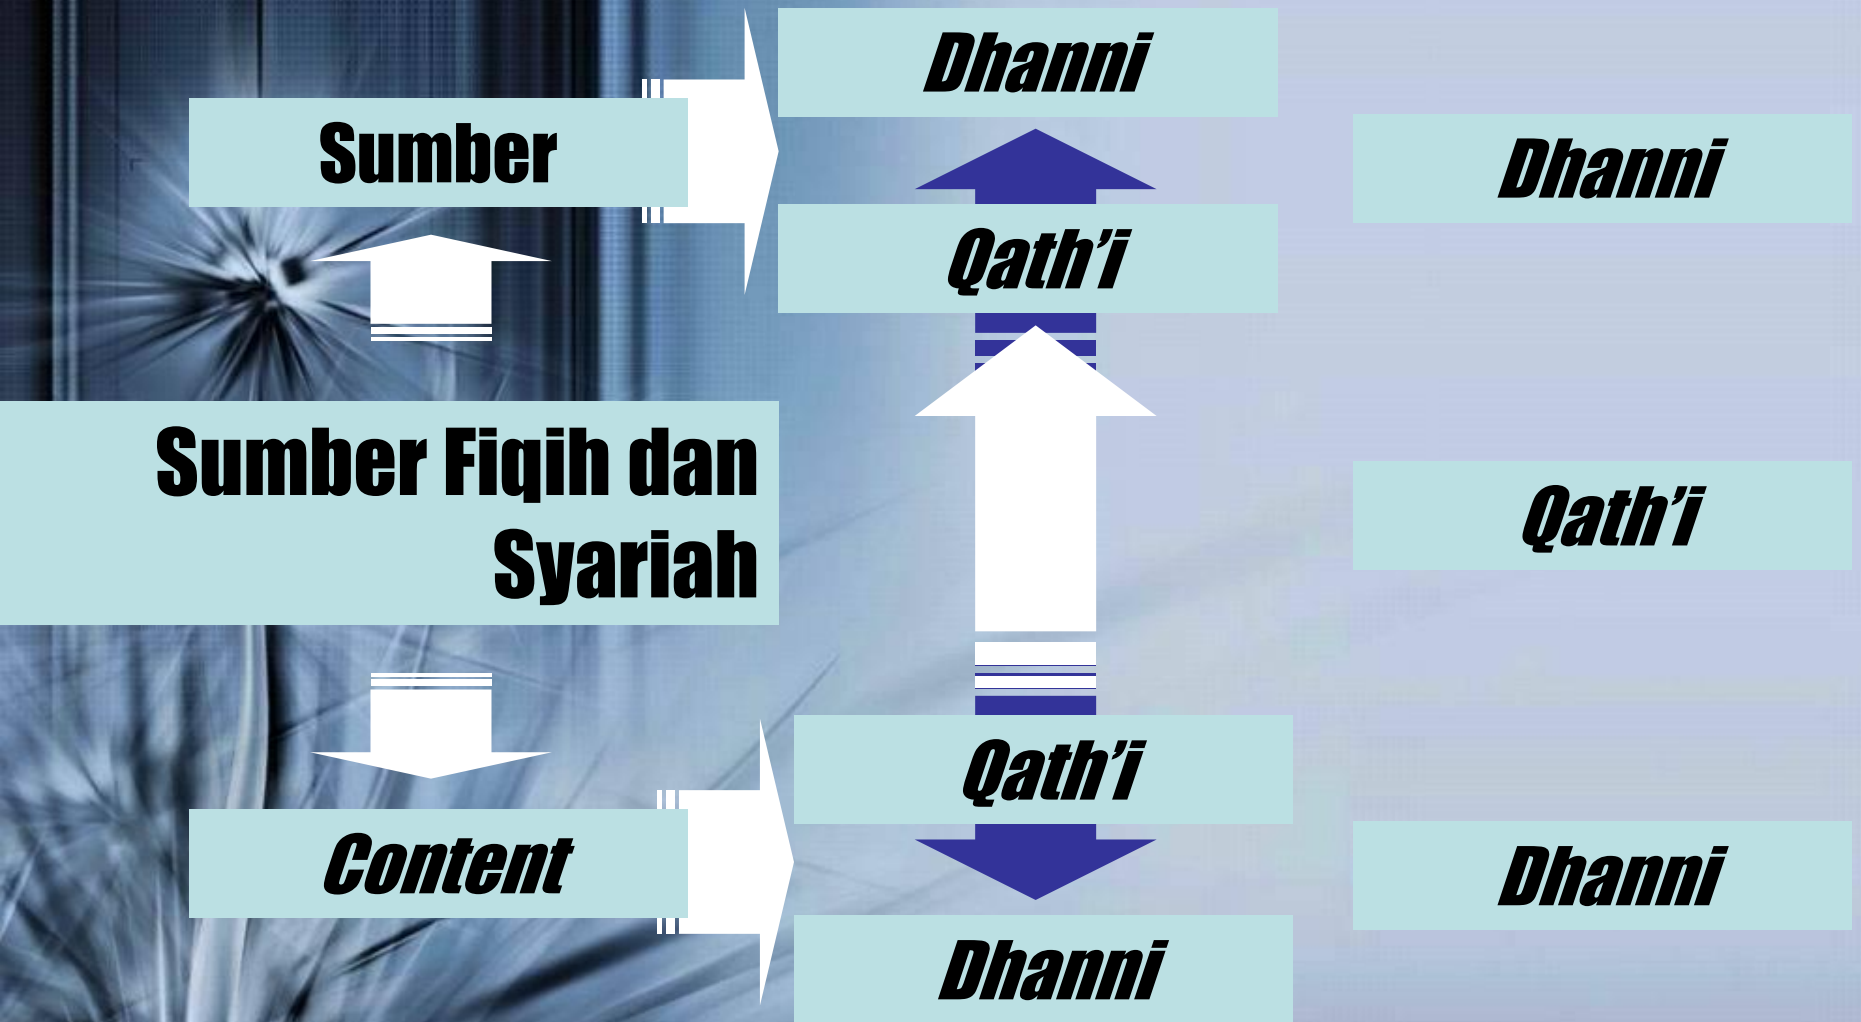 Dhanni
Sumber
Dhanni
Qath’i
Sumber Fiqih dan
Syariah
Qath’i
Qath’i
Content
Dhanni
Dhanni